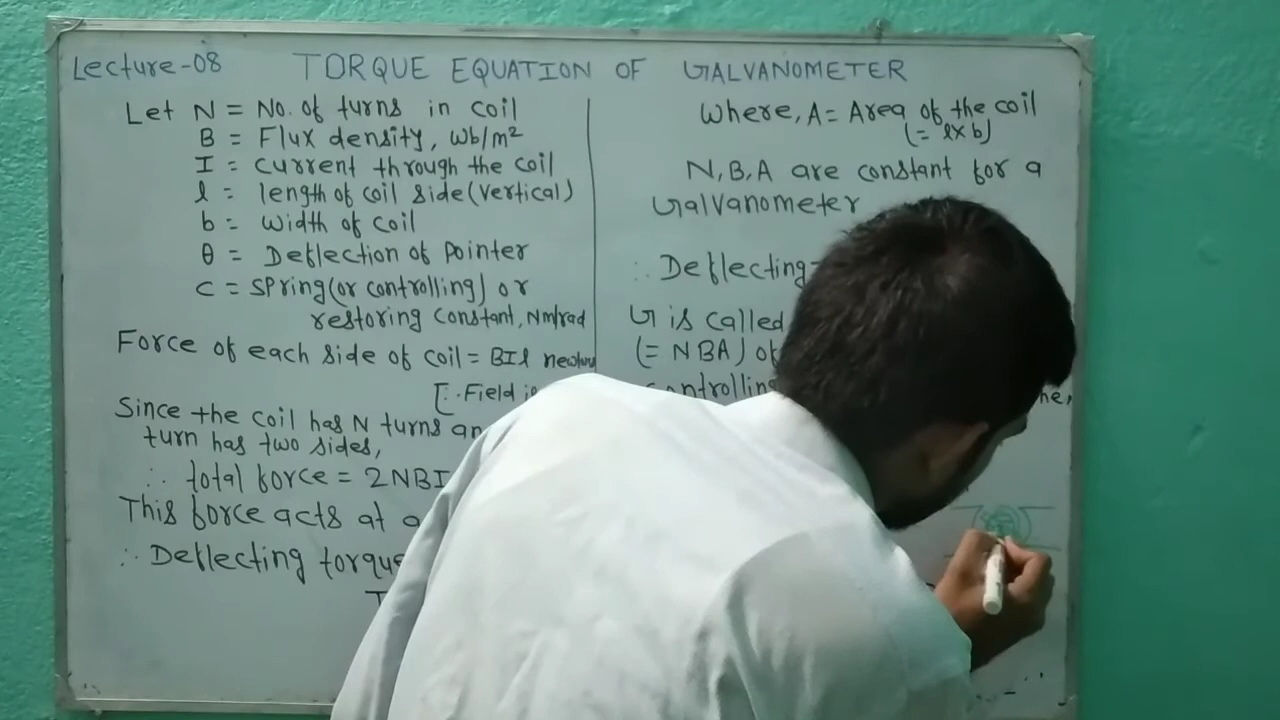 Lecture-08 TORQUE EQUATION OF GALVANOMETER
Let N = No. of turns in coil
B = Flux density, wb/m²
I = current through the coil
l = length of coil side (vertical)
b = width of coil
θ = Deflection of pointer
c = spring (or controlling) or
restoring constant, Nm/rad
Force of each side of coil = BIl newton
[∵ Field is
Since the coil has N turns an
turn has two sides,
∴ total force = 2NBI
This force acts at a
∴ Deflecting torque
T
Where, A = Area of the coil
(= l×b)
N, B, A are constant for a
Galvanometer
∴ Deflecting
G is called
(= NBA) of
controlling